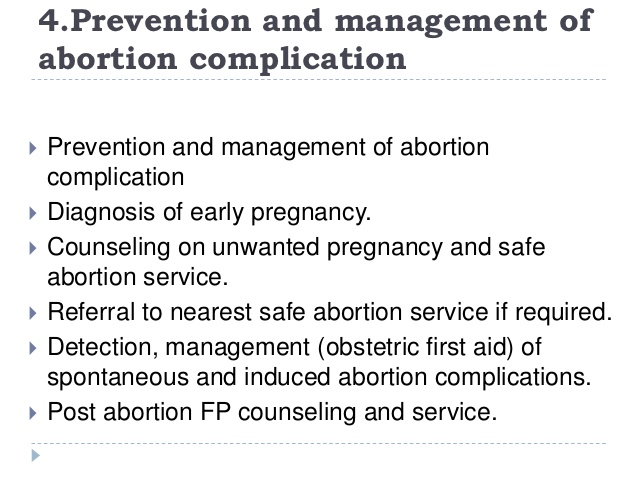 4.Prevention and management of
abortion complication
Prevention and management of abortion
complication
Diagnosis of early pregnancy.
Counseling on unwanted pregnancy and safe
abortion service.
Referral to nearest safe abortion service if required.
Detection, management (obstetric first aid) of
spontaneous and induced abortion complications.
Post abortion FP counseling and service.